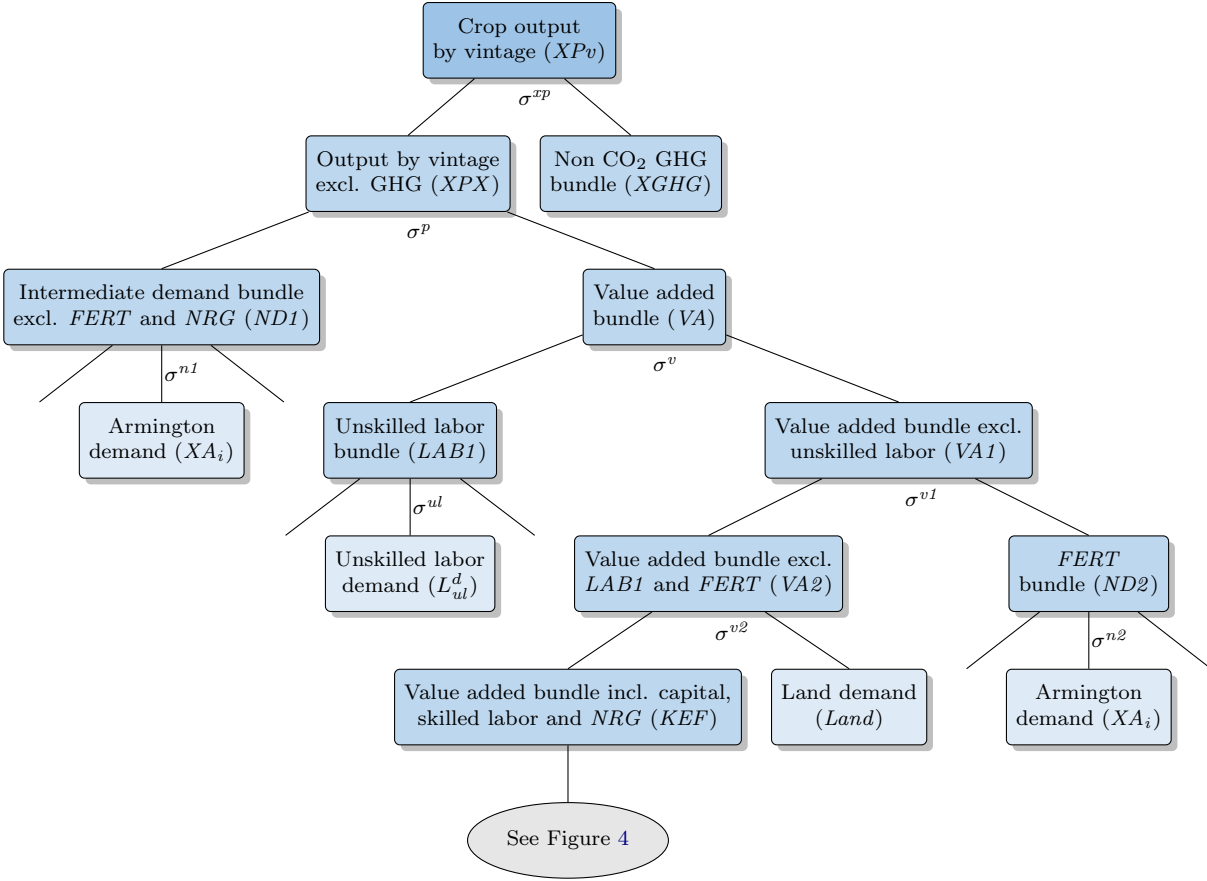 Crop output
by vintage (XPv)
σ^{xp}
Output by vintage
excl. GHG (XPX)
Non CO₂ GHG
bundle (XGHG)
σ^{p}
Intermediate demand bundle
excl. FERT and NRG (ND1)
Value added
bundle (VA)
σ^{n1}
σ^{v}
Armington
demand (XA_i)
Unskilled labor
bundle (LAB1)
Value added bundle excl.
unskilled labor (VA1)
σ^{ul}
σ^{v1}
Unskilled labor
demand (L^d_{ul})
Value added bundle excl.
LAB1 and FERT (VA2)
FERT
bundle (ND2)
σ^{v2}
σ^{n2}
Value added bundle incl. capital,
skilled labor and NRG (KEF)
Land demand
(Land)
Armington
demand (XA_i)
See Figure 4